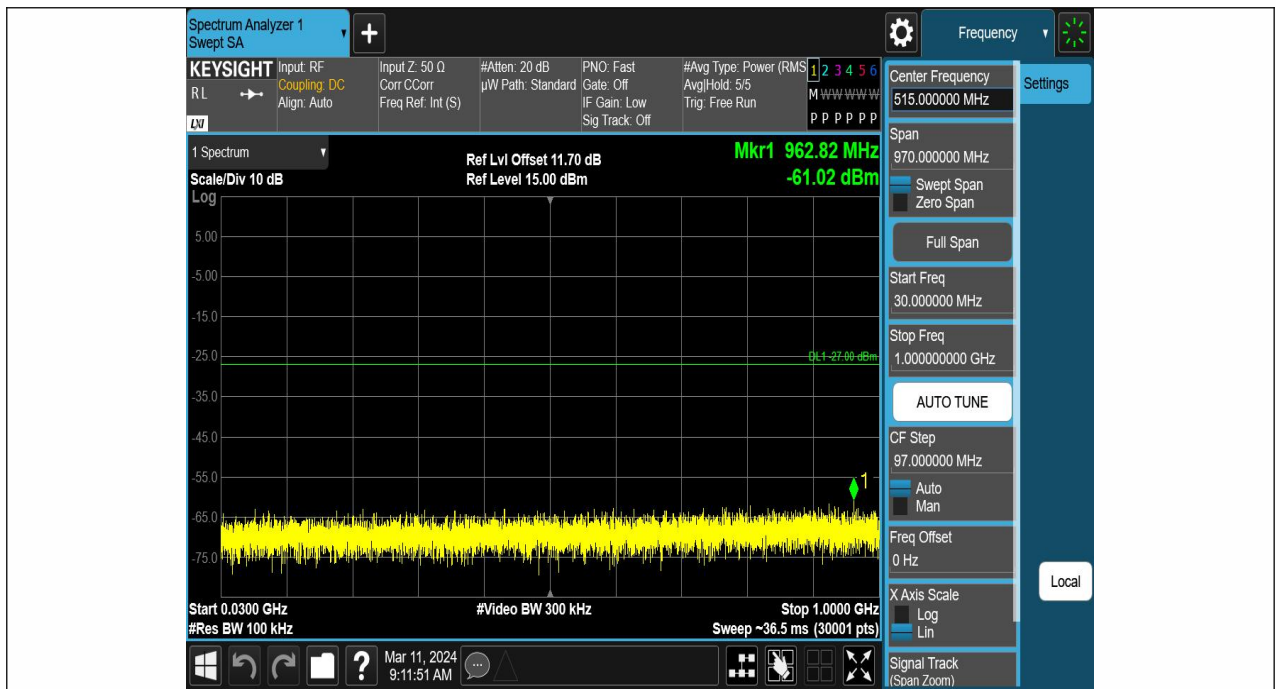 Spectrum Analyzer 1
Swept SA
+
Frequency
KEYSIGHT
RL
LXI
Input: RF
Coupling: DC
Align: Auto
Input Z: 50 Ω
Corr CCorr
Freq Ref: Int (S)
#Atten: 20 dB
µW Path: Standard
PNO: Fast
Gate: Off
IF Gain: Low
Sig Track: Off
#Avg Type: Power (RMS
Avg|Hold: 5/5
Trig: Free Run
1 2 3 4 5 6
M W W W W W
P P P P P P
1 Spectrum
Scale/Div 10 dB
Log
Ref Lvl Offset 11.70 dB
Ref Level 15.00 dBm
Mkr1 962.82 MHz
-61.02 dBm
5.00
-5.00
-15.0
-25.0
DL1 -27.00 dBm
-35.0
-45.0
-55.0
1
-65.0
-75.0
Start 0.0300 GHz
#Res BW 100 kHz
#Video BW 300 kHz
Stop 1.0000 GHz
Sweep ~36.5 ms (30001 pts)
Center Frequency
515.000000 MHz
Settings
Span
970.000000 MHz
Swept Span
Zero Span
Full Span
Start Freq
30.000000 MHz
Stop Freq
1.000000000 GHz
AUTO TUNE
CF Step
97.000000 MHz
Auto
Man
Freq Offset
0 Hz
X Axis Scale
Log
Lin
Signal Track
(Span Zoom)
Local
?
Mar 11, 2024
9:11:51 AM